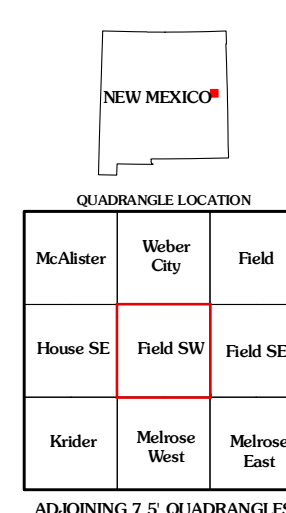 NEW MEXICO
QUADRANGLE LOCATION
McAlister
Weber
City
Field
House SE
Field SW
Field SE
Krider
Melrose
West
Melrose
East
ADJOINING 7.5' QUADRANGLES